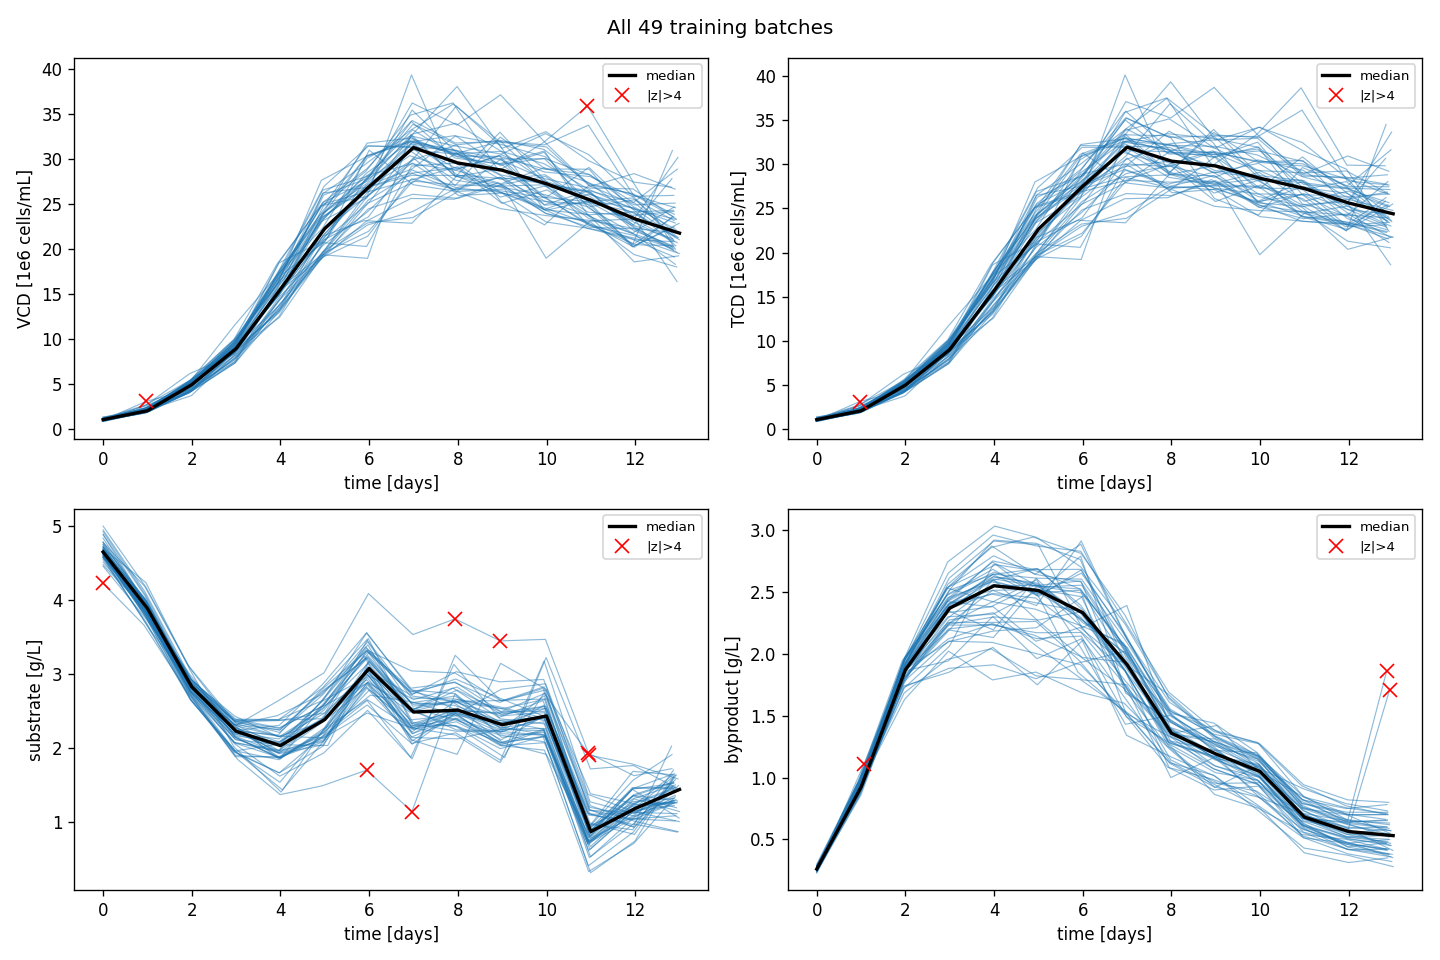 All 49 training batches
VCD [1e6 cells/mL]
40
35
30
25
20
15
10
5
0
median
|z|>4
0 2 4 6 8 10 12
time [days]
TCD [1e6 cells/mL]
40
35
30
25
20
15
10
5
0
median
|z|>4
0 2 4 6 8 10 12
time [days]
substrate [g/L]
5
4
3
2
1
median
|z|>4
0 2 4 6 8 10 12
time [days]
byproduct [g/L]
3.0
2.5
2.0
1.5
1.0
0.5
median
|z|>4
0 2 4 6 8 10 12
time [days]